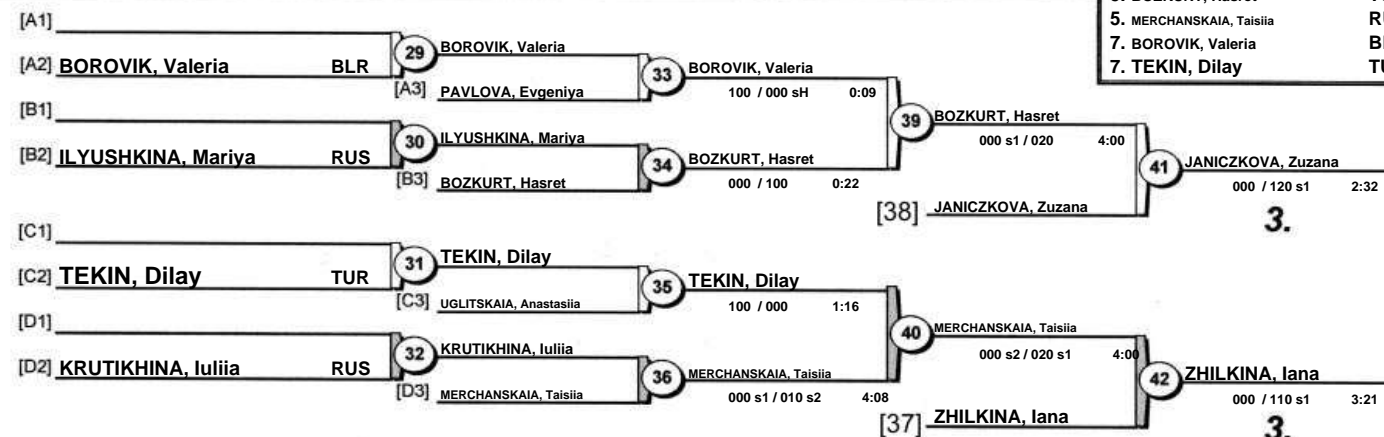 5. MERCHANSKAIA, Taisiia
7. BOROVIK, Valeria
7. TEKIN, Dilay
[A1]
[A2] BOROVIK, Valeria BLR
29
BOROVIK, Valeria
[A3] PAVLOVA, Evgeniya
33
BOROVIK, Valeria
100 / 000 sH 0:09
[B1]
[B2] ILYUSHKINA, Mariya RUS
30
ILYUSHKINA, Mariya
[B3] BOZKURT, Hasret
34
BOZKURT, Hasret
000 / 100 0:22
39
BOZKURT, Hasret
000 s1 / 020 4:00
[38] JANICZKOVA, Zuzana
41
JANICZKOVA, Zuzana
000 / 120 s1 2:32
3.
[C1]
[C2] TEKIN, Dilay TUR
31
TEKIN, Dilay
[C3] UGLITSKAIA, Anastasiia
35
TEKIN, Dilay
100 / 000 1:16
[D1]
[D2] KRUTIKHINA, Iuliia RUS
32
KRUTIKHINA, Iuliia
[D3] MERCHANSKAIA, Taisiia
36
MERCHANSKAIA, Taisiia
000 s1 / 010 s2 4:08
40
MERCHANSKAIA, Taisiia
000 s2 / 020 s1 4:00
[37] ZHILKINA, Iana
42
ZHILKINA, Iana
000 / 110 s1 3:21
3.